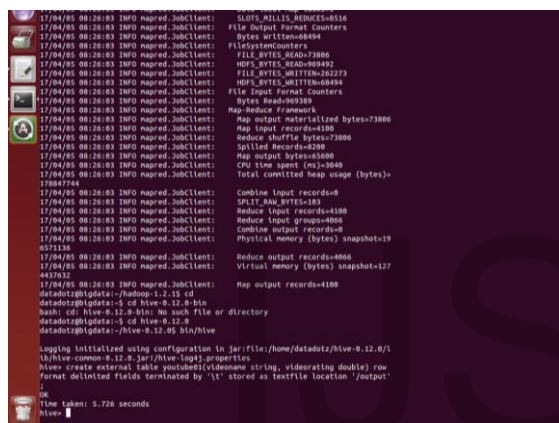 17/04/05 08:26:03 INFO mapred.JobClient:     SLOTS_MILLIS_REDUCES=8516
17/04/05 08:26:03 INFO mapred.JobClient:   File Output Format Counters
17/04/05 08:26:03 INFO mapred.JobClient:     Bytes Written=60494
17/04/05 08:26:03 INFO mapred.JobClient:   FileSystemCounters
17/04/05 08:26:03 INFO mapred.JobClient:     FILE_BYTES_READ=73806
17/04/05 08:26:03 INFO mapred.JobClient:     HDFS_BYTES_READ=969492
17/04/05 08:26:03 INFO mapred.JobClient:     FILE_BYTES_WRITTEN=262273
17/04/05 08:26:03 INFO mapred.JobClient:     HDFS_BYTES_WRITTEN=60494
17/04/05 08:26:03 INFO mapred.JobClient:   File Input Format Counters
17/04/05 08:26:03 INFO mapred.JobClient:     Bytes Read=969389
17/04/05 08:26:03 INFO mapred.JobClient:   Map-Reduce Framework
17/04/05 08:26:03 INFO mapred.JobClient:     Map output materialized bytes=73806
17/04/05 08:26:03 INFO mapred.JobClient:     Map input records=4100
17/04/05 08:26:03 INFO mapred.JobClient:     Reduce shuffle bytes=73806
17/04/05 08:26:03 INFO mapred.JobClient:     Spilled Records=8200
17/04/05 08:26:03 INFO mapred.JobClient:     Map output bytes=65600
17/04/05 08:26:03 INFO mapred.JobClient:     CPU time spent (ms)=3040
17/04/05 08:26:03 INFO mapred.JobClient:     Total committed heap usage (bytes)=
178847744
17/04/05 08:26:03 INFO mapred.JobClient:     Combine input records=0
17/04/05 08:26:03 INFO mapred.JobClient:     SPLIT_RAW_BYTES=103
17/04/05 08:26:03 INFO mapred.JobClient:     Reduce input records=4100
17/04/05 08:26:03 INFO mapred.JobClient:     Reduce input groups=4066
17/04/05 08:26:03 INFO mapred.JobClient:     Combine output records=0
17/04/05 08:26:03 INFO mapred.JobClient:     Physical memory (bytes) snapshot=19
6571136
17/04/05 08:26:03 INFO mapred.JobClient:     Reduce output records=4066
17/04/05 08:26:03 INFO mapred.JobClient:     Virtual memory (bytes) snapshot=127
4437632
17/04/05 08:26:03 INFO mapred.JobClient:     Map output records=4100
datadotz@bigdata:~/hadoop-1.2.1$ cd
datadotz@bigdata:~$ cd hive-0.12.0-bin
bash: cd: hive-0.12.0-bin: No such file or directory
datadotz@bigdata:~$ cd hive-0.12.0
datadotz@bigdata:~/hive-0.12.0$ bin/hive
Logging initialized using configuration in jar:file:/home/datadotz/hive-0.12.0/l
ib/hive-common-0.12.0.jar!/hive-log4j.properties
hive> create external table youtube01(videoname string, videorating double) row
format delimited fields terminated by '\t' stored as textfile location '/output'
;
OK
Time taken: 5.726 seconds
hive>